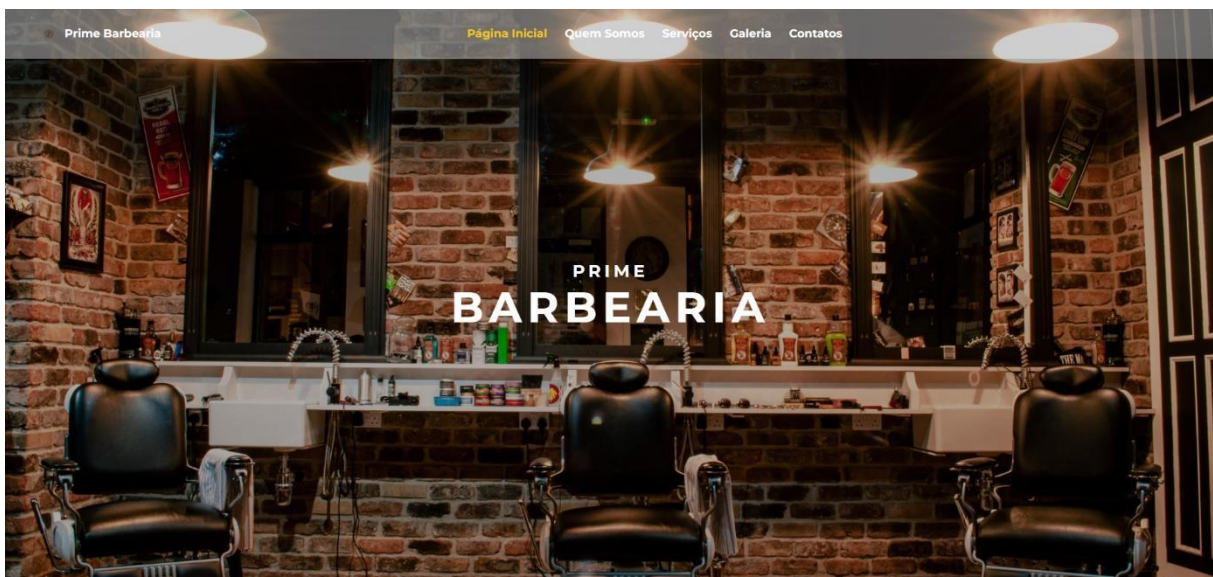 Prime Barbearia
Página Inicial Quem Somos Serviços Galeria Contatos
PRIME
BARBEARIA